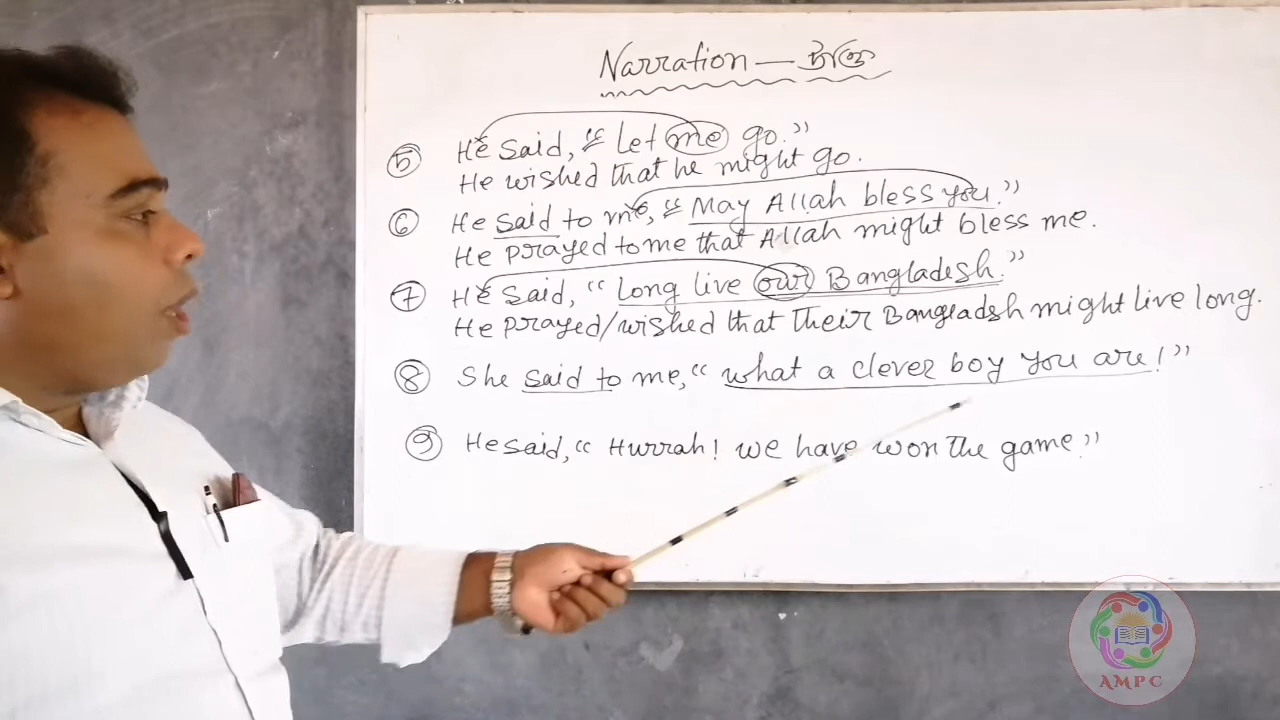 Narration — উক্তি
⑤ He said, "Let me go."
He wished that he might go.
⑥ He said to me, "May Allah bless you."
He prayed to me that Allah might bless me.
⑦ He said, "Long live our Bangladesh."
He prayed/wished that their Bangladsh might live long.
⑧ She said to me, "what a clever boy you are!"
⑨ He said, "Hurrah! we have won the game."
AMPC